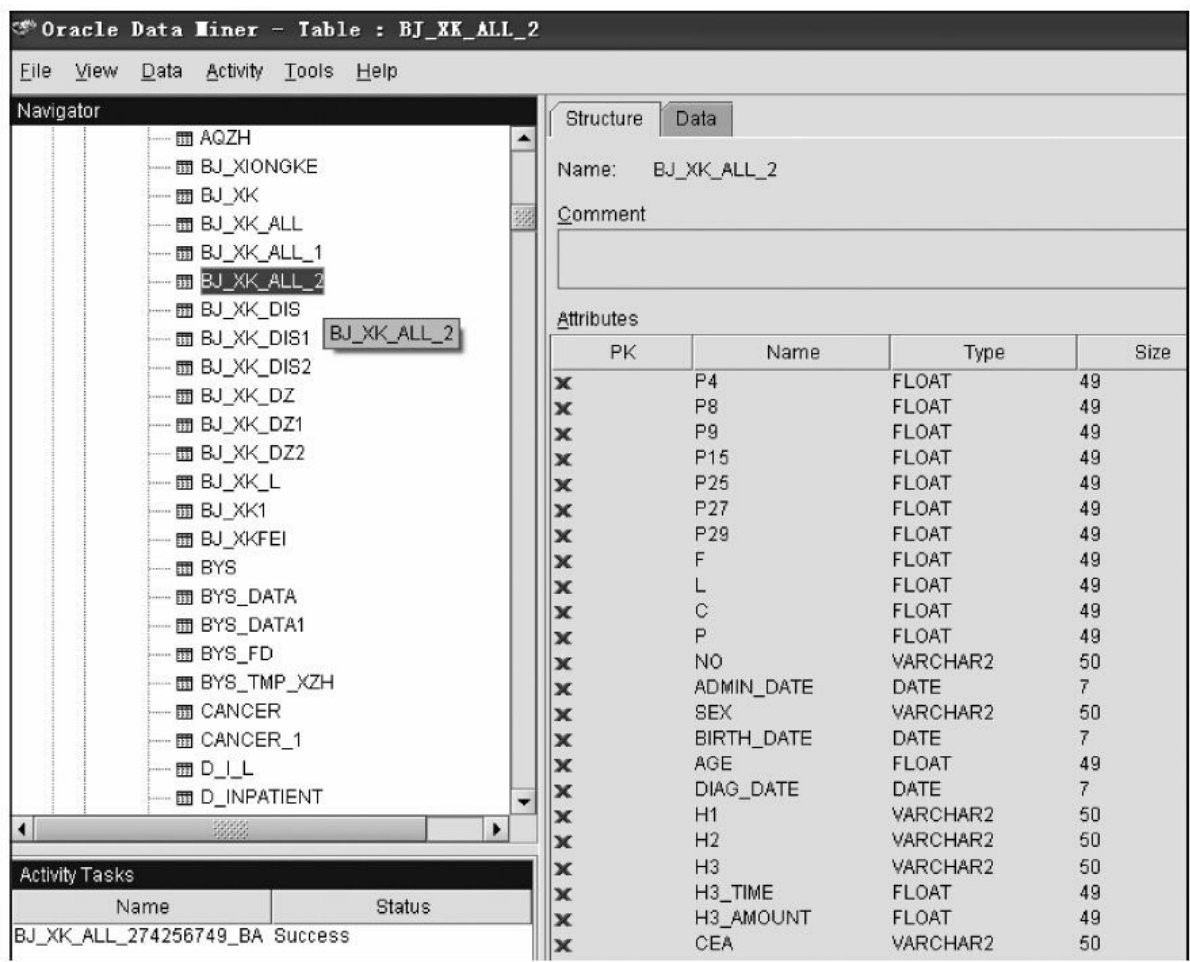 Oracle Data Miner - Table : BJ_XK_ALL_2
File View Data Activity Tools Help
Navigator
AQZH
BJ_XIONGKE
BJ_XK
BJ_XK_ALL
BJ_XK_ALL_1
BJ_XK_ALL_2
BJ_XK_DIS
BJ_XK_DIS1
BJ_XK_ALL_2
BJ_XK_DIS2
BJ_XK_DZ
BJ_XK_DZ1
BJ_XK_DZ2
BJ_XK_L
BJ_XK1
BJ_XKFEI
BYS
BYS_DATA
BYS_DATA1
BYS_FD
BYS_TMP_XZH
CANCER
CANCER_1
D_I_L
D_INPATIENT
Activity Tasks
Name Status
BJ_XK_ALL_274256749_BA Success
Structure Data
Name: BJ_XK_ALL_2
Comment
Attributes
PK Name Type Size
P4 FLOAT 49
P8 FLOAT 49
P9 FLOAT 49
P15 FLOAT 49
P25 FLOAT 49
P27 FLOAT 49
P29 FLOAT 49
F FLOAT 49
L FLOAT 49
C FLOAT 49
P FLOAT 49
NO VARCHAR2 50
ADMIN_DATE DATE 7
SEX VARCHAR2 50
BIRTH_DATE DATE 7
AGE FLOAT 49
DIAG_DATE DATE 7
H1 VARCHAR2 50
H2 VARCHAR2 50
H3 VARCHAR2 50
H3_TIME FLOAT 49
H3_AMOUNT FLOAT 49
CEA VARCHAR2 50